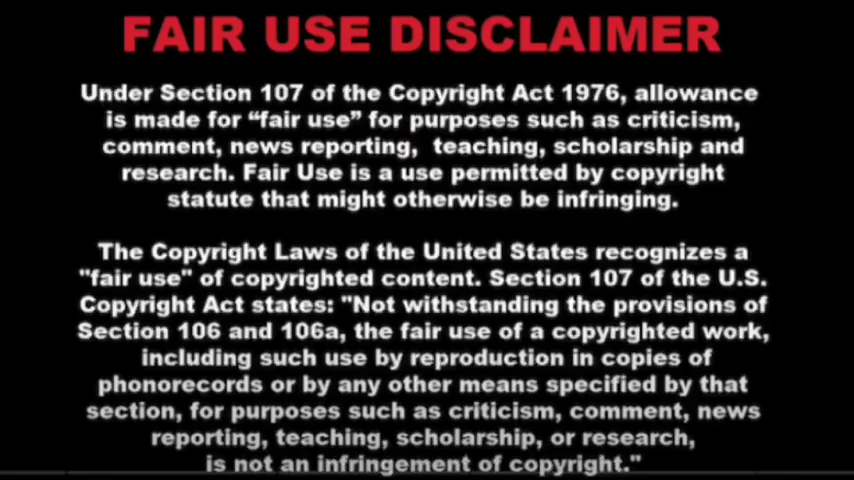 FAIR USE DISCLAIMER
Under Section 107 of the Copyright Act 1976, allowance
is made for “fair use” for purposes such as criticism,
comment, news reporting, teaching, scholarship and
research. Fair Use is a use permitted by copyright
statute that might otherwise be infringing.
The Copyright Laws of the United States recognizes a
"fair use" of copyrighted content. Section 107 of the U.S.
Copyright Act states: "Not withstanding the provisions of
Section 106 and 106a, the fair use of a copyrighted work,
including such use by reproduction in copies of
phonorecords or by any other means specified by that
section, for purposes such as criticism, comment, news
reporting, teaching, scholarship, or research,
is not an infringement of copyright."